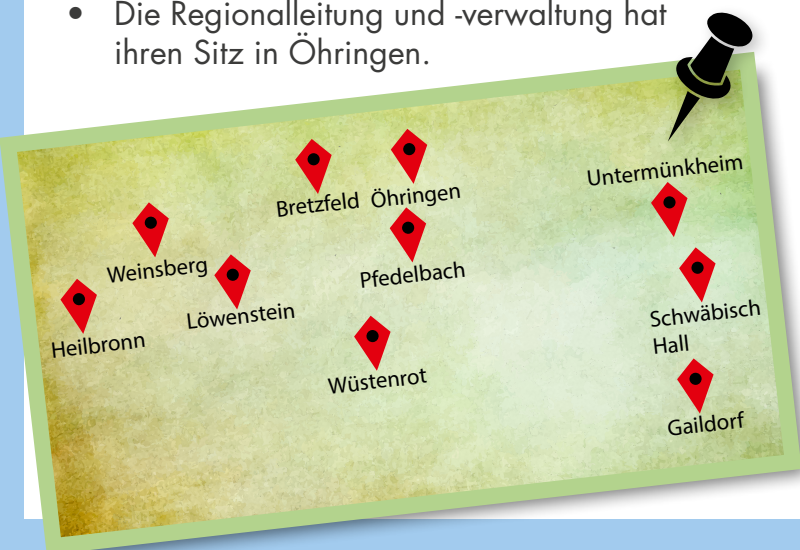 • Die Regionalleitung und -verwaltung hat
ihren Sitz in Öhringen.
Untermünkheim
Bretzfeld
Öhringen
Weinsberg
Pfedelbach
Löwenstein
Heilbronn
Schwäbisch
Hall
Wüstenrot
Gaildorf